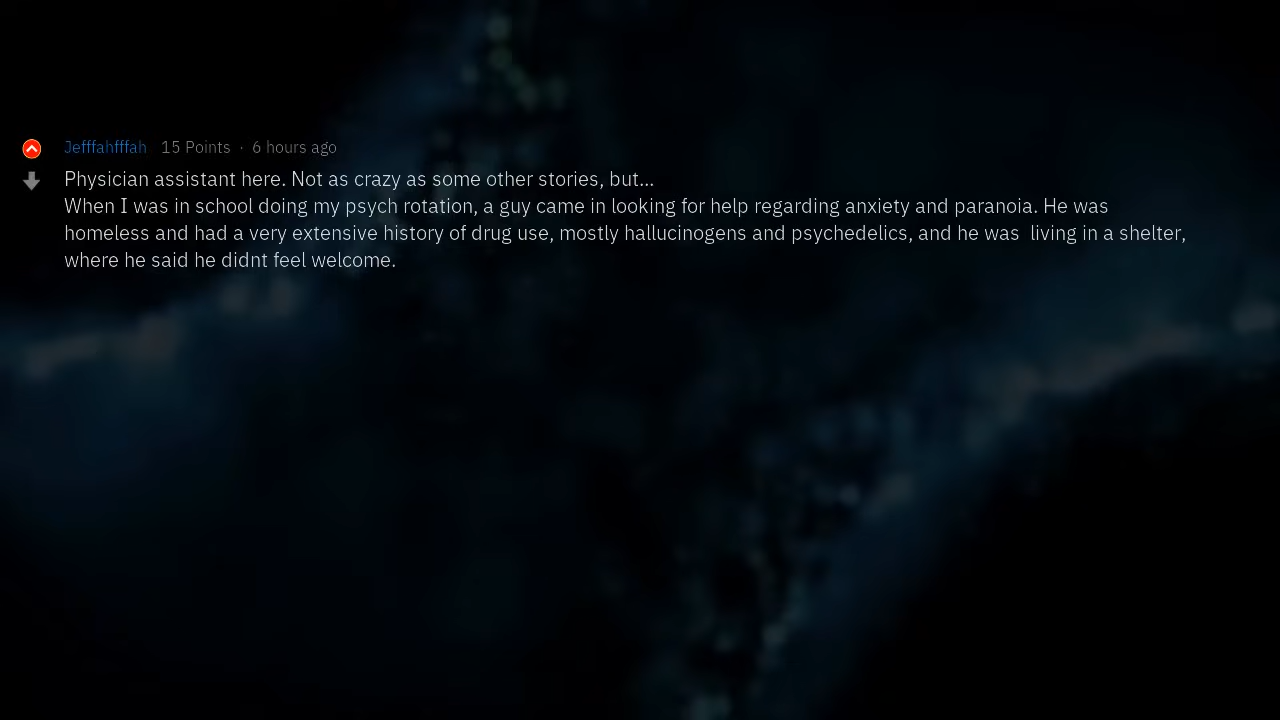 Jefffahfffah 15 Points · 6 hours ago
Physician assistant here. Not as crazy as some other stories, but...
When I was in school doing my psych rotation, a guy came in looking for help regarding anxiety and paranoia. He was
homeless and had a very extensive history of drug use, mostly hallucinogens and psychedelics, and he was  living in a shelter,
where he said he didnt feel welcome.